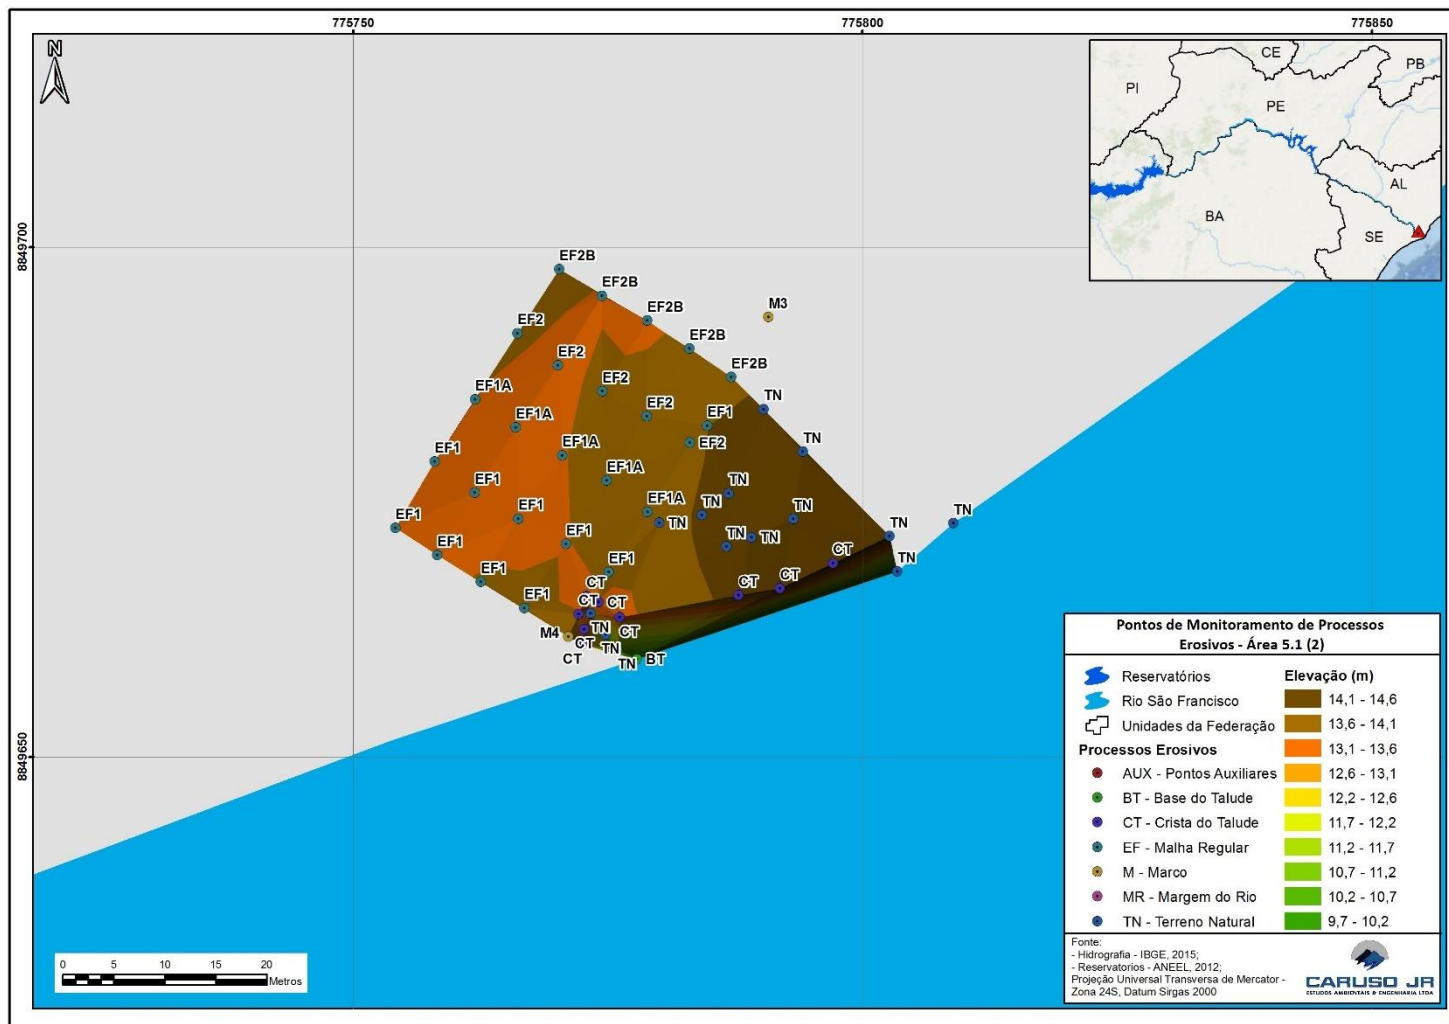 775750
775800
775850
N
CE
PB
PI
PE
AL
BA
SE
8849700
EF2B
EF2B
M3
EF2B
EF2
EF2B
EF2
EF2B
EF1A
EF2
TN
EF2
EF1A
EF1
EF1A
EF2
TN
EF1
EF1A
EF1
TN
EF1A
TN
TN
EF1
EF1
TN
TN
TN
TN
TN
EF1
EF1
CT
TN
EF1
EF1
CT
CT
CT
EF1
CT
CT
M4
TN
CT
CT
TN
CT
TN
BT
8849650
Pontos de Monitoramento de Processos
Erosivos - Área 5.1 (2)
Reservatórios
Rio São Francisco
Unidades da Federação
Processos Erosivos
AUX - Pontos Auxiliares
BT - Base do Talude
CT - Crista do Talude
EF - Malha Regular
M - Marco
MR - Margem do Rio
TN - Terreno Natural
Elevação (m)
14,1 - 14,6
13,6 - 14,1
13,1 - 13,6
12,6 - 13,1
12,2 - 12,6
11,7 - 12,2
11,2 - 11,7
10,7 - 11,2
10,2 - 10,7
9,7 - 10,2
0 5 10 20
Metros
Fonte:
- Hidrografia - IBGE, 2015;
- Reservatorios - ANEEL, 2012;
Projeção Universal Transversa de Mercator -
Zona 24S, Datum Sirgas 2000
CARUSO JR
ESTUDOS AMBIENTAIS & ENGENHARIA LTDA